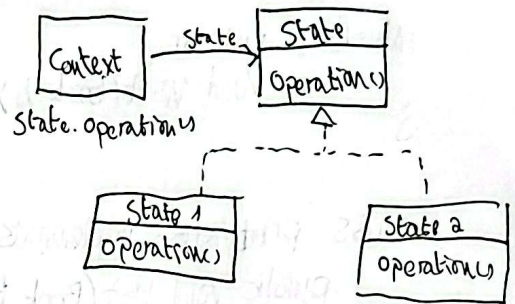 State
State
Context
Operation()
State.operation()
State 1
operation()
State 2
operation()